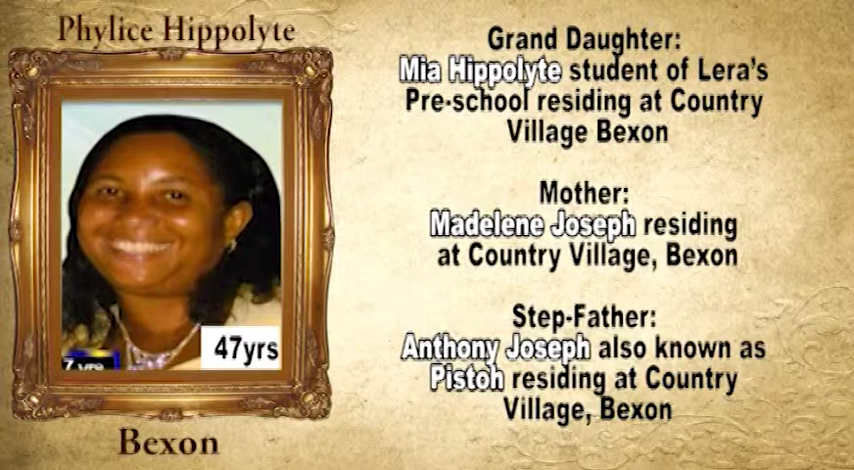 Phylice Hippolyte
47yrs
Bexon
Grand Daughter:
Mia Hippolyte student of Lera's
Pre-school residing at Country
Village Bexon
Mother:
Madelene Joseph residing
at Country Village, Bexon
Step-Father:
Anthony Joseph also known as
Pistoh residing at Country
Village, Bexon